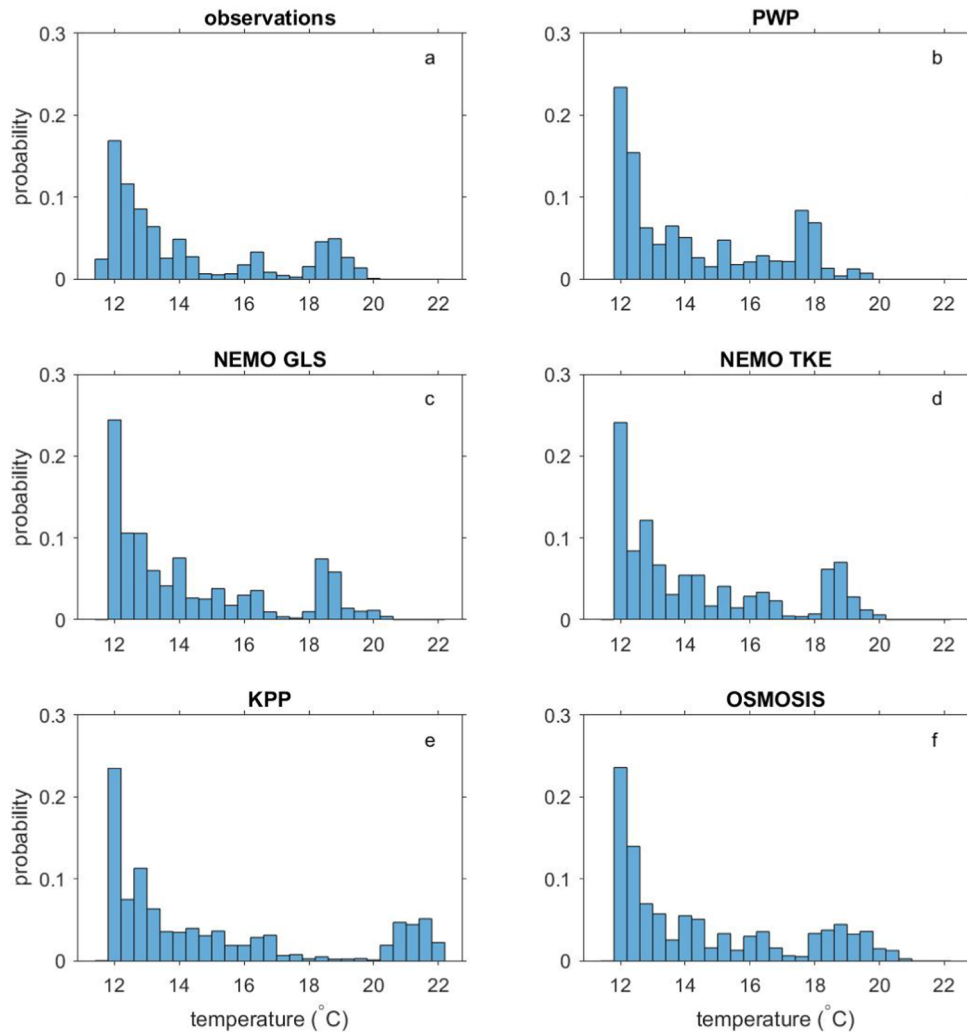 observations
0.3
0.2
0.1
0
probability
a
12 14 16 18 20 22
PWP
0.3
0.2
0.1
0
b
12 14 16 18 20 22
NEMO GLS
0.3
0.2
0.1
0
probability
c
12 14 16 18 20 22
NEMO TKE
0.3
0.2
0.1
0
d
12 14 16 18 20 22
KPP
0.3
0.2
0.1
0
probability
e
12 14 16 18 20 22
temperature (°C)
OSMOSIS
0.3
0.2
0.1
0
f
12 14 16 18 20 22
temperature (°C)